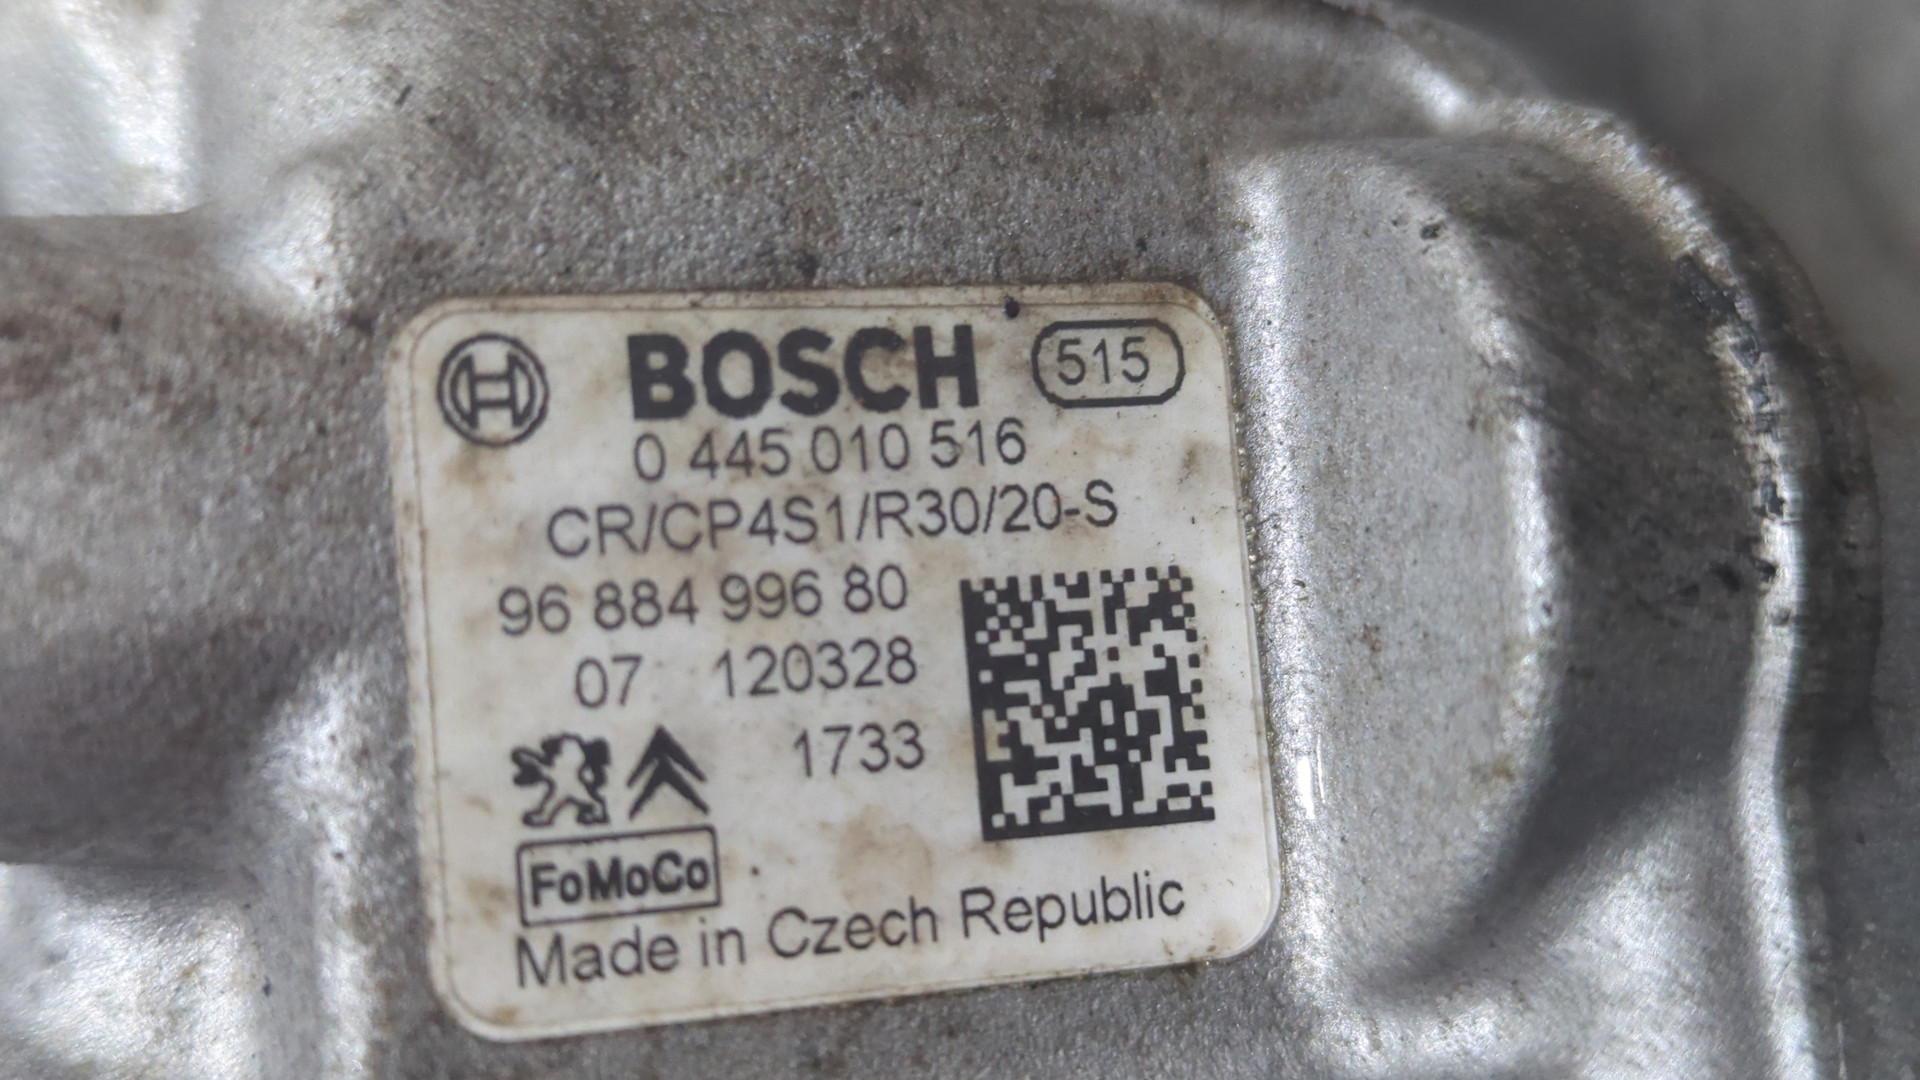 BOSCH 515
0 445 010 516
CR/CP4S1/R30/20-S
96 884 996 80
07 120328
1733
FoMoCo
Made in Czech Republic